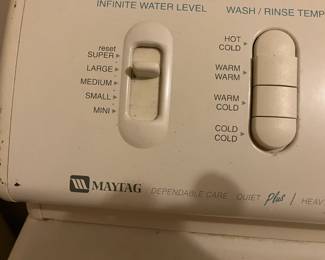 INFINITE WATER LEVEL
reset
SUPER
LARGE
MEDIUM
SMALL
MINI
WASH / RINSE TEMP
HOT
COLD
WARM
WARM
WARM
COLD
COLD
COLD
MAYTAG DEPENDABLE CARE QUIET Plus / HEAV